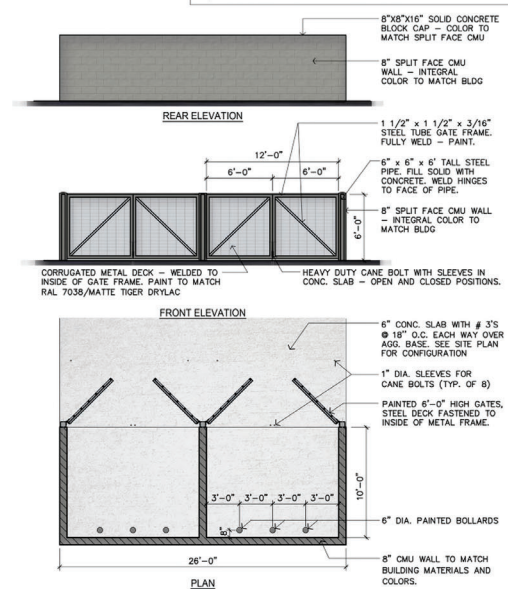 8"X8"X16" SOLID CONCRETE
BLOCK CAP – COLOR TO
MATCH SPLIT FACE CMU
8" SPLIT FACE CMU
WALL – INTEGRAL
COLOR TO MATCH BLDG
REAR ELEVATION
1 1/2" x 1 1/2" x 3/16"
STEEL TUBE GATE FRAME.
FULLY WELD – PAINT.
12'-0"
6'-0"
6'-0"
6" x 6" x 6' TALL STEEL
PIPE. FILL SOLID WITH
CONCRETE. WELD HINGES
TO FACE OF PIPE.
6'-0"
8" SPLIT FACE CMU WALL
– INTEGRAL COLOR TO
MATCH BLDG
CORRUGATED METAL DECK – WELDED TO
INSIDE OF GATE FRAME. PAINT TO MATCH
RAL 7038/MATTE TIGER DRYLAC
HEAVY DUTY CANE BOLT WITH SLEEVES IN
CONC. SLAB – OPEN AND CLOSED POSITIONS.
FRONT ELEVATION
6" CONC. SLAB WITH # 3'S
@ 18" O.C. EACH WAY OVER
AGG. BASE. SEE SITE PLAN
FOR CONFIGURATION
1" DIA. SLEEVES FOR
CANE BOLTS (TYP. OF 8)
PAINTED 6'-0" HIGH GATES,
STEEL DECK FASTENED TO
INSIDE OF METAL FRAME.
10'-0"
3'-0"
3'-0"
3'-0"
3'-0"
8"
6" DIA. PAINTED BOLLARDS
26'-0"
8" CMU WALL TO MATCH
BUILDING MATERIALS AND
COLORS.
PLAN